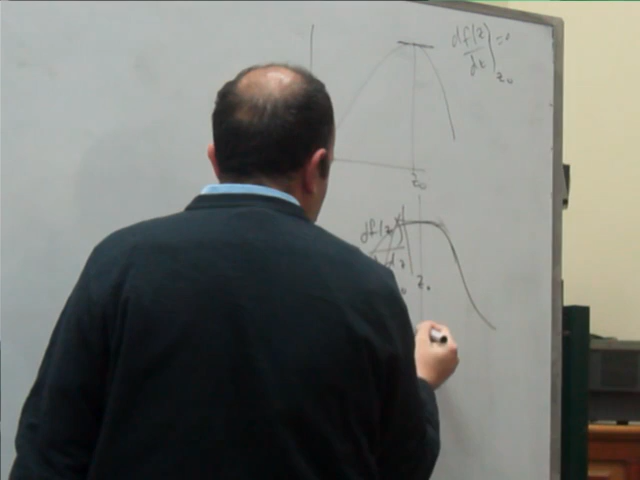 df(z)
dz | = 0
z₀
z₀
df(z
dz
z₀